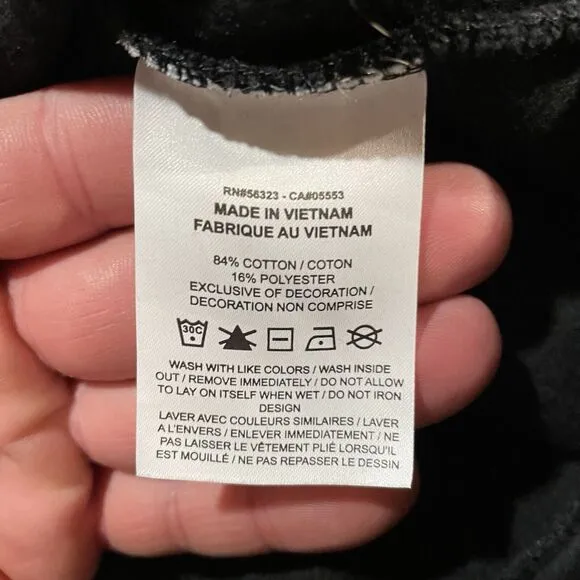 RN#56323 - CA#05553
MADE IN VIETNAM
FABRIQUE AU VIETNAM
84% COTTON / COTON
16% POLYESTER
EXCLUSIVE OF DECORATION /
DECORATION NON COMPRISE
30C
WASH WITH LIKE COLORS / WASH INSIDE
OUT / REMOVE IMMEDIATELY / DO NOT ALLOW
TO LAY ON ITSELF WHEN WET / DO NOT IRON
DESIGN
LAVER AVEC COULEURS SIMILAIRES / LAVER
A L'ENVERS / ENLEVER IMMEDIATEMENT / NE
PAS LAISSER LE VÊTEMENT PLIÉ LORSQU'IL
EST MOUILLÉ / NE PAS REPASSER LE DESSIN